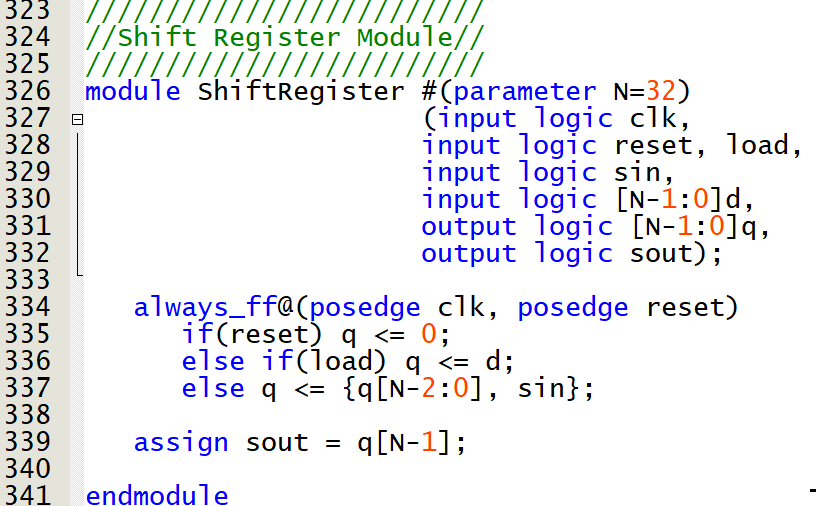 323 /////////////////////////
324 //Shift Register Module//
325 /////////////////////////
326 module ShiftRegister #(parameter N=32)
327 (input logic clk,
328 input logic reset, load,
329 input logic sin,
330 input logic [N-1:0]d,
331 output logic [N-1:0]q,
332 output logic sout);
333
334 always_ff@(posedge clk, posedge reset)
335 if(reset) q <= 0;
336 else if(load) q <= d;
337 else q <= {q[N-2:0], sin};
338
339 assign sout = q[N-1];
340
341 endmodule